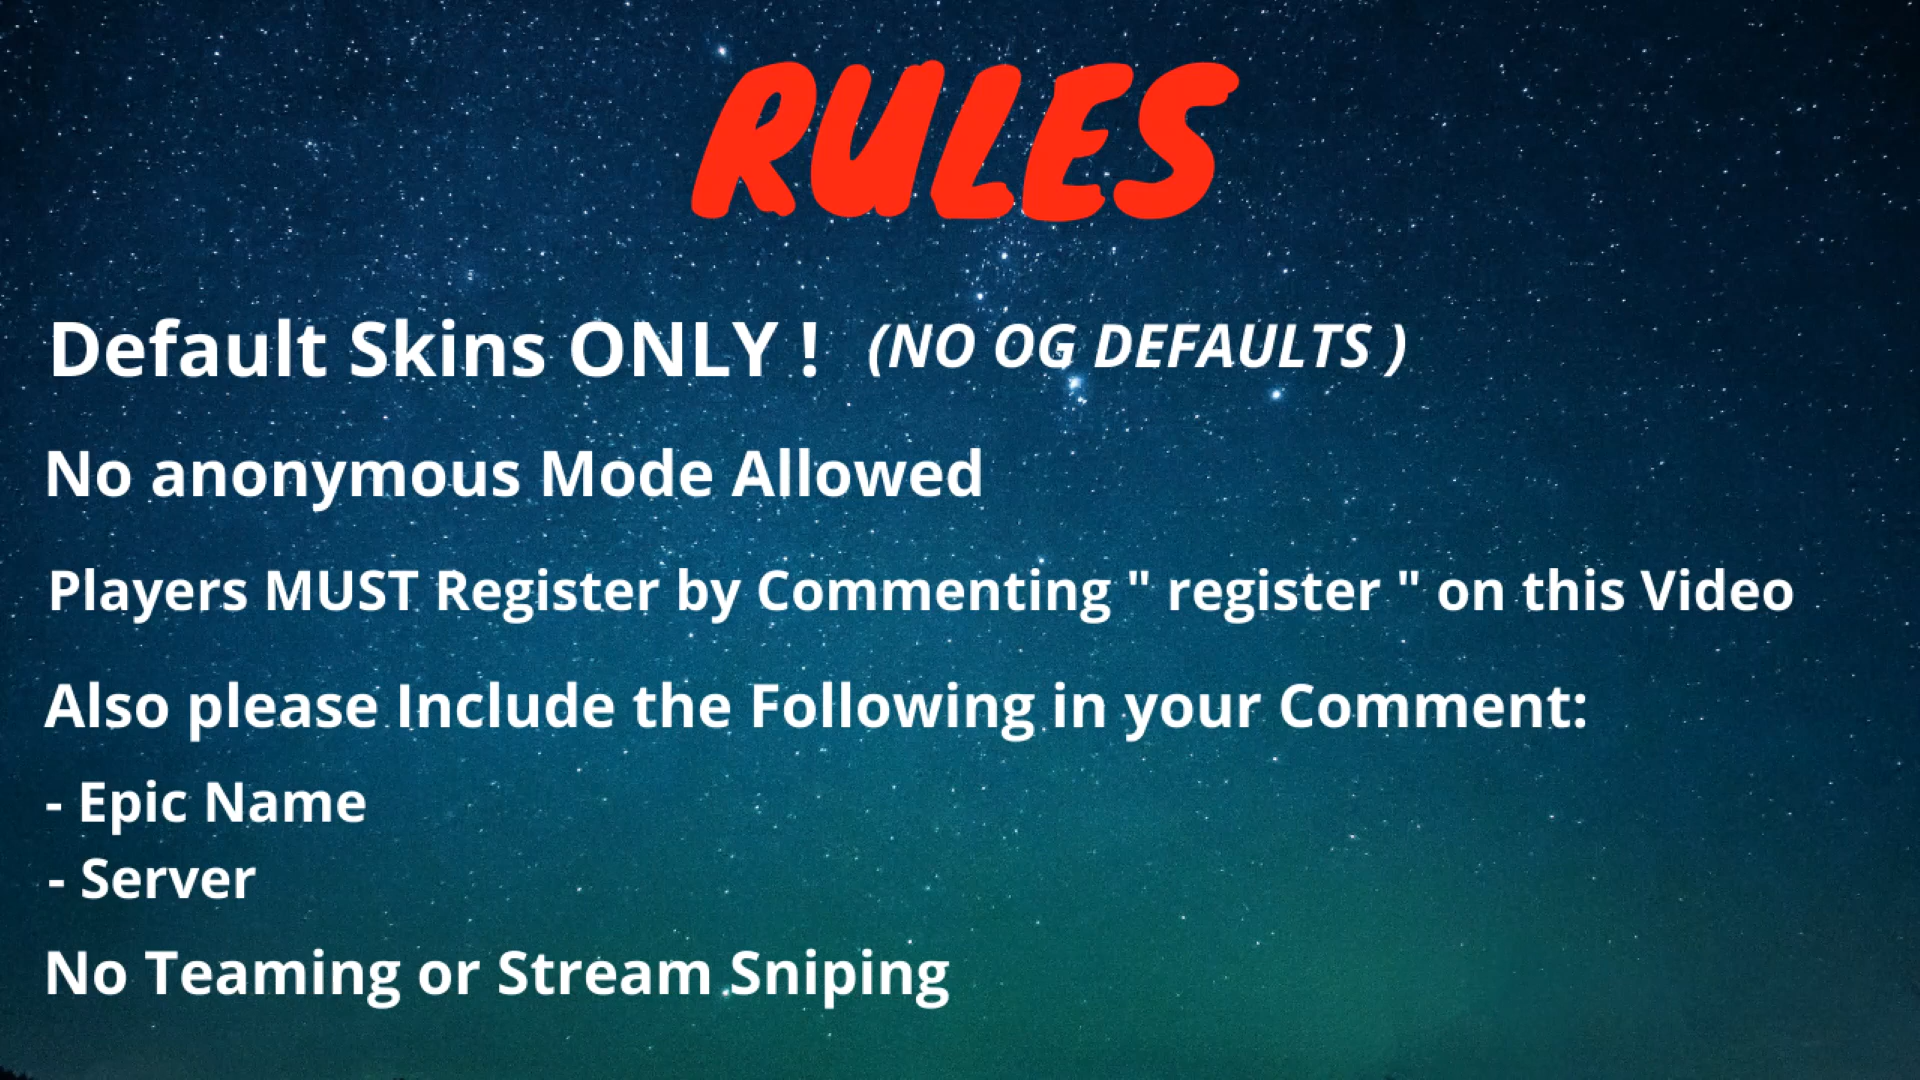 RULES
Default Skins ONLY ! (NO OG DEFAULTS )
No anonymous Mode Allowed
Players MUST Register by Commenting " register " on this Video
Also please Include the Following in your Comment:
- Epic Name
- Server
No Teaming or Stream Sniping